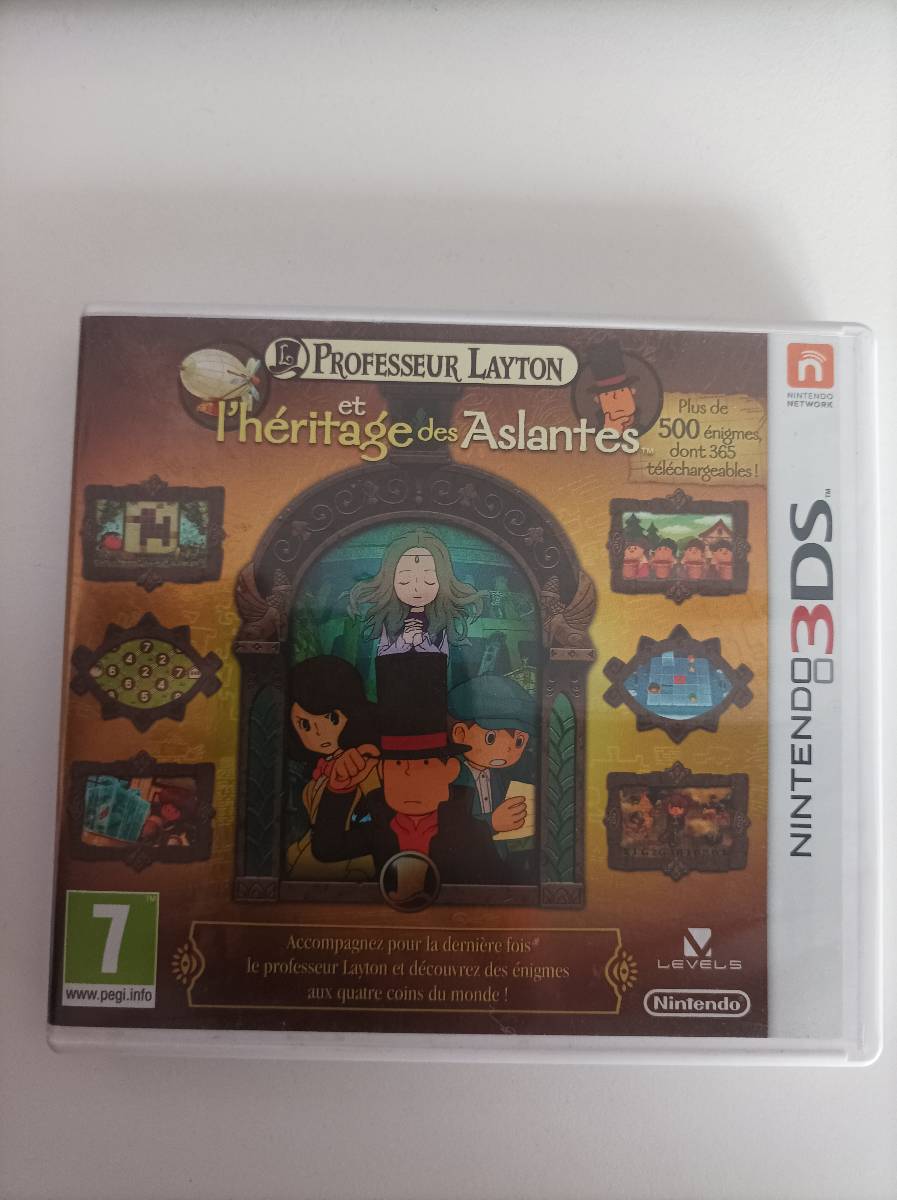 PROFESSEUR LAYTON
et
l'héritage des Aslantes™
Plus de
500 énigmes,
dont 365
téléchargeables !
NINTENDO
NETWORK
NINTENDO 3DS™
7
www.pegi.info
Accompagnez pour la dernière fois
le professeur Layton et découvrez des énigmes
aux quatre coins du monde !
LEVEL5
Nintendo